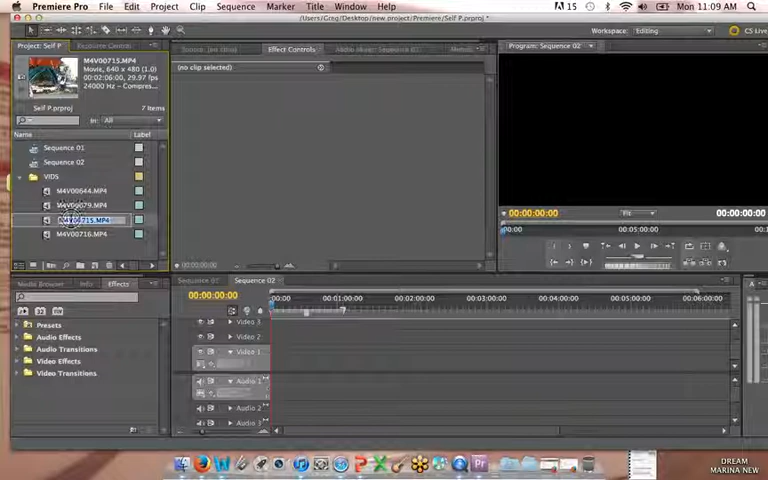 Premiere Pro File Edit Project Clip Sequence Marker Title Window Help 15 Mon 11:09 AM
/Users/Greg/Desktop/new project/Premiere/Self P.prproj *
Workspace: Editing CS Live
Project: Self P Resource Central Effect Controls Program: Sequence 02
M4V00715.MP4
Movie, 640 x 480 (1.0)
00:02:06:00, 29.97 fps
24000 Hz - Compres...
(no clip selected)
Self P.prproj 7 Items
In: All
Name Label
Sequence 01
Sequence 02
VIDS
M4V00644.MP4
M4V00679.MP4
M4V00715.MP4
M4V00716.MP4
00:00:00:00 Fit 00:00:00:00
00:00 00:05:00:00
00:00:00:00
Media Browser Info Effects Sequence 01 Sequence 02
00:00:00:00
00:00 00:01:00:00 00:02:00:00 00:03:00:00 00:04:00:00 00:05:00:00 00:06:00:00
Presets
Audio Effects
Audio Transitions
Video Effects
Video Transitions
Video 3
Video 2
Video 1
Audio 1
Audio 2
Audio 3
DREAM
MARINA NEW